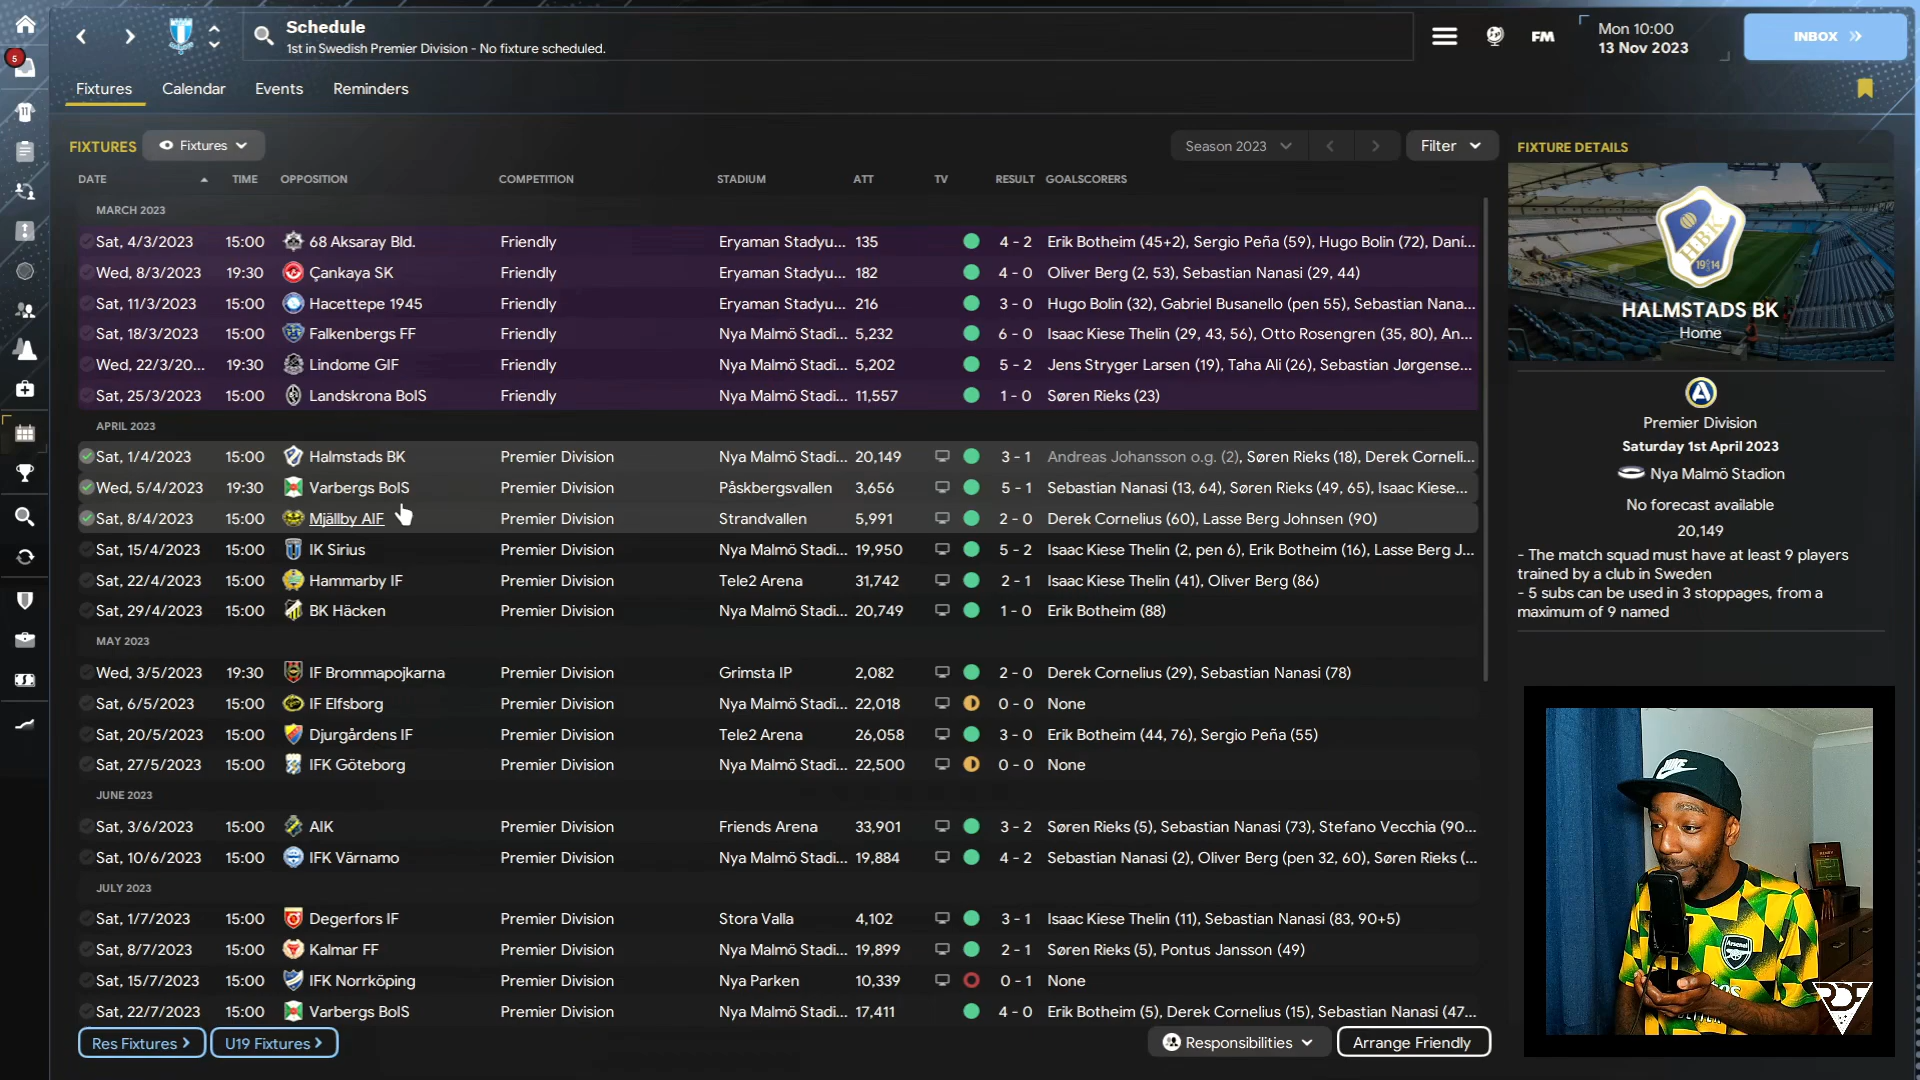 5
Schedule
1st in Swedish Premier Division - No fixture scheduled.
FM
Mon 10:00
13 Nov 2023
INBOX
Fixtures Calendar Events Reminders
FIXTURES Fixtures Season 2023 Filter FIXTURE DETAILS
DATE TIME OPPOSITION COMPETITION STADIUM ATT TV RESULT GOALSCORERS
MARCH 2023
Sat, 4/3/2023 15:00 68 Aksaray Bld. Friendly Eryaman Stadyu... 135 4 - 2 Erik Botheim (45+2), Sergio Peña (59), Hugo Bolin (72), Dani...
Wed, 8/3/2023 19:30 Çankaya SK Friendly Eryaman Stadyu... 182 4 - 0 Oliver Berg (2, 53), Sebastian Nanasi (29, 44)
Sat, 11/3/2023 15:00 Hacettepe 1945 Friendly Eryaman Stadyu... 216 3 - 0 Hugo Bolin (32), Gabriel Busanello (pen 55), Sebastian Nana...
Sat, 18/3/2023 15:00 Falkenbergs FF Friendly Nya Malmö Stadi... 5,232 6 - 0 Isaac Kiese Thelin (29, 43, 56), Otto Rosengren (35, 80), An...
Wed, 22/3/20... 19:30 Lindome GIF Friendly Nya Malmö Stadi... 5,202 5 - 2 Jens Stryger Larsen (19), Taha Ali (26), Sebastian Jørgense...
Sat, 25/3/2023 15:00 Landskrona BoIS Friendly Nya Malmö Stadi... 11,557 1 - 0 Søren Rieks (23)
APRIL 2023
Sat, 1/4/2023 15:00 Halmstads BK Premier Division Nya Malmö Stadi... 20,149 3 - 1 Andreas Johansson o.g. (2), Søren Rieks (18), Derek Corneli...
Wed, 5/4/2023 19:30 Varbergs BoIS Premier Division Påskbergsvallen 3,656 5 - 1 Sebastian Nanasi (13, 64), Søren Rieks (49, 65), Isaac Kiese...
Sat, 8/4/2023 15:00 Mjällby AIF Premier Division Strandvallen 5,991 2 - 0 Derek Cornelius (60), Lasse Berg Johnsen (90)
Sat, 15/4/2023 15:00 IK Sirius Premier Division Nya Malmö Stadi... 19,950 5 - 2 Isaac Kiese Thelin (2, pen 6), Erik Botheim (16), Lasse Berg J...
Sat, 22/4/2023 15:00 Hammarby IF Premier Division Tele2 Arena 31,742 2 - 1 Isaac Kiese Thelin (41), Oliver Berg (86)
Sat, 29/4/2023 15:00 BK Häcken Premier Division Nya Malmö Stadi... 20,749 1 - 0 Erik Botheim (88)
MAY 2023
Wed, 3/5/2023 19:30 IF Brommapojkarna Premier Division Grimsta IP 2,082 2 - 0 Derek Cornelius (29), Sebastian Nanasi (78)
Sat, 6/5/2023 15:00 IF Elfsborg Premier Division Nya Malmö Stadi... 22,018 0 - 0 None
Sat, 20/5/2023 15:00 Djurgårdens IF Premier Division Tele2 Arena 26,058 3 - 0 Erik Botheim (44, 76), Sergio Peña (55)
Sat, 27/5/2023 15:00 IFK Göteborg Premier Division Nya Malmö Stadi... 22,500 0 - 0 None
JUNE 2023
Sat, 3/6/2023 15:00 AIK Premier Division Friends Arena 33,901 3 - 2 Søren Rieks (5), Sebastian Nanasi (73), Stefano Vecchia (90...
Sat, 10/6/2023 15:00 IFK Värnamo Premier Division Nya Malmö Stadi... 19,884 4 - 2 Sebastian Nanasi (2), Oliver Berg (pen 32, 60), Søren Rieks (...
JULY 2023
Sat, 1/7/2023 15:00 Degerfors IF Premier Division Stora Valla 4,102 3 - 1 Isaac Kiese Thelin (11), Sebastian Nanasi (83, 90+5)
Sat, 8/7/2023 15:00 Kalmar FF Premier Division Nya Malmö Stadi... 19,899 2 - 1 Søren Rieks (5), Pontus Jansson (49)
Sat, 15/7/2023 15:00 IFK Norrköping Premier Division Nya Parken 10,339 0 - 1 None
Sat, 22/7/2023 15:00 Varbergs BoIS Premier Division Nya Malmö Stadi... 17,411 4 - 0 Erik Botheim (5), Derek Cornelius (15), Sebastian Nanasi (47...
Res Fixtures U19 Fixtures Responsibilities Arrange Friendly
HBK
1914
HALMSTADS BK
Home
Premier Division
Saturday 1st April 2023
Nya Malmö Stadion
No forecast available
20,149
- The match squad must have at least 9 players
trained by a club in Sweden
- 5 subs can be used in 3 stoppages, from a
maximum of 9 named
Arsenal
RDF